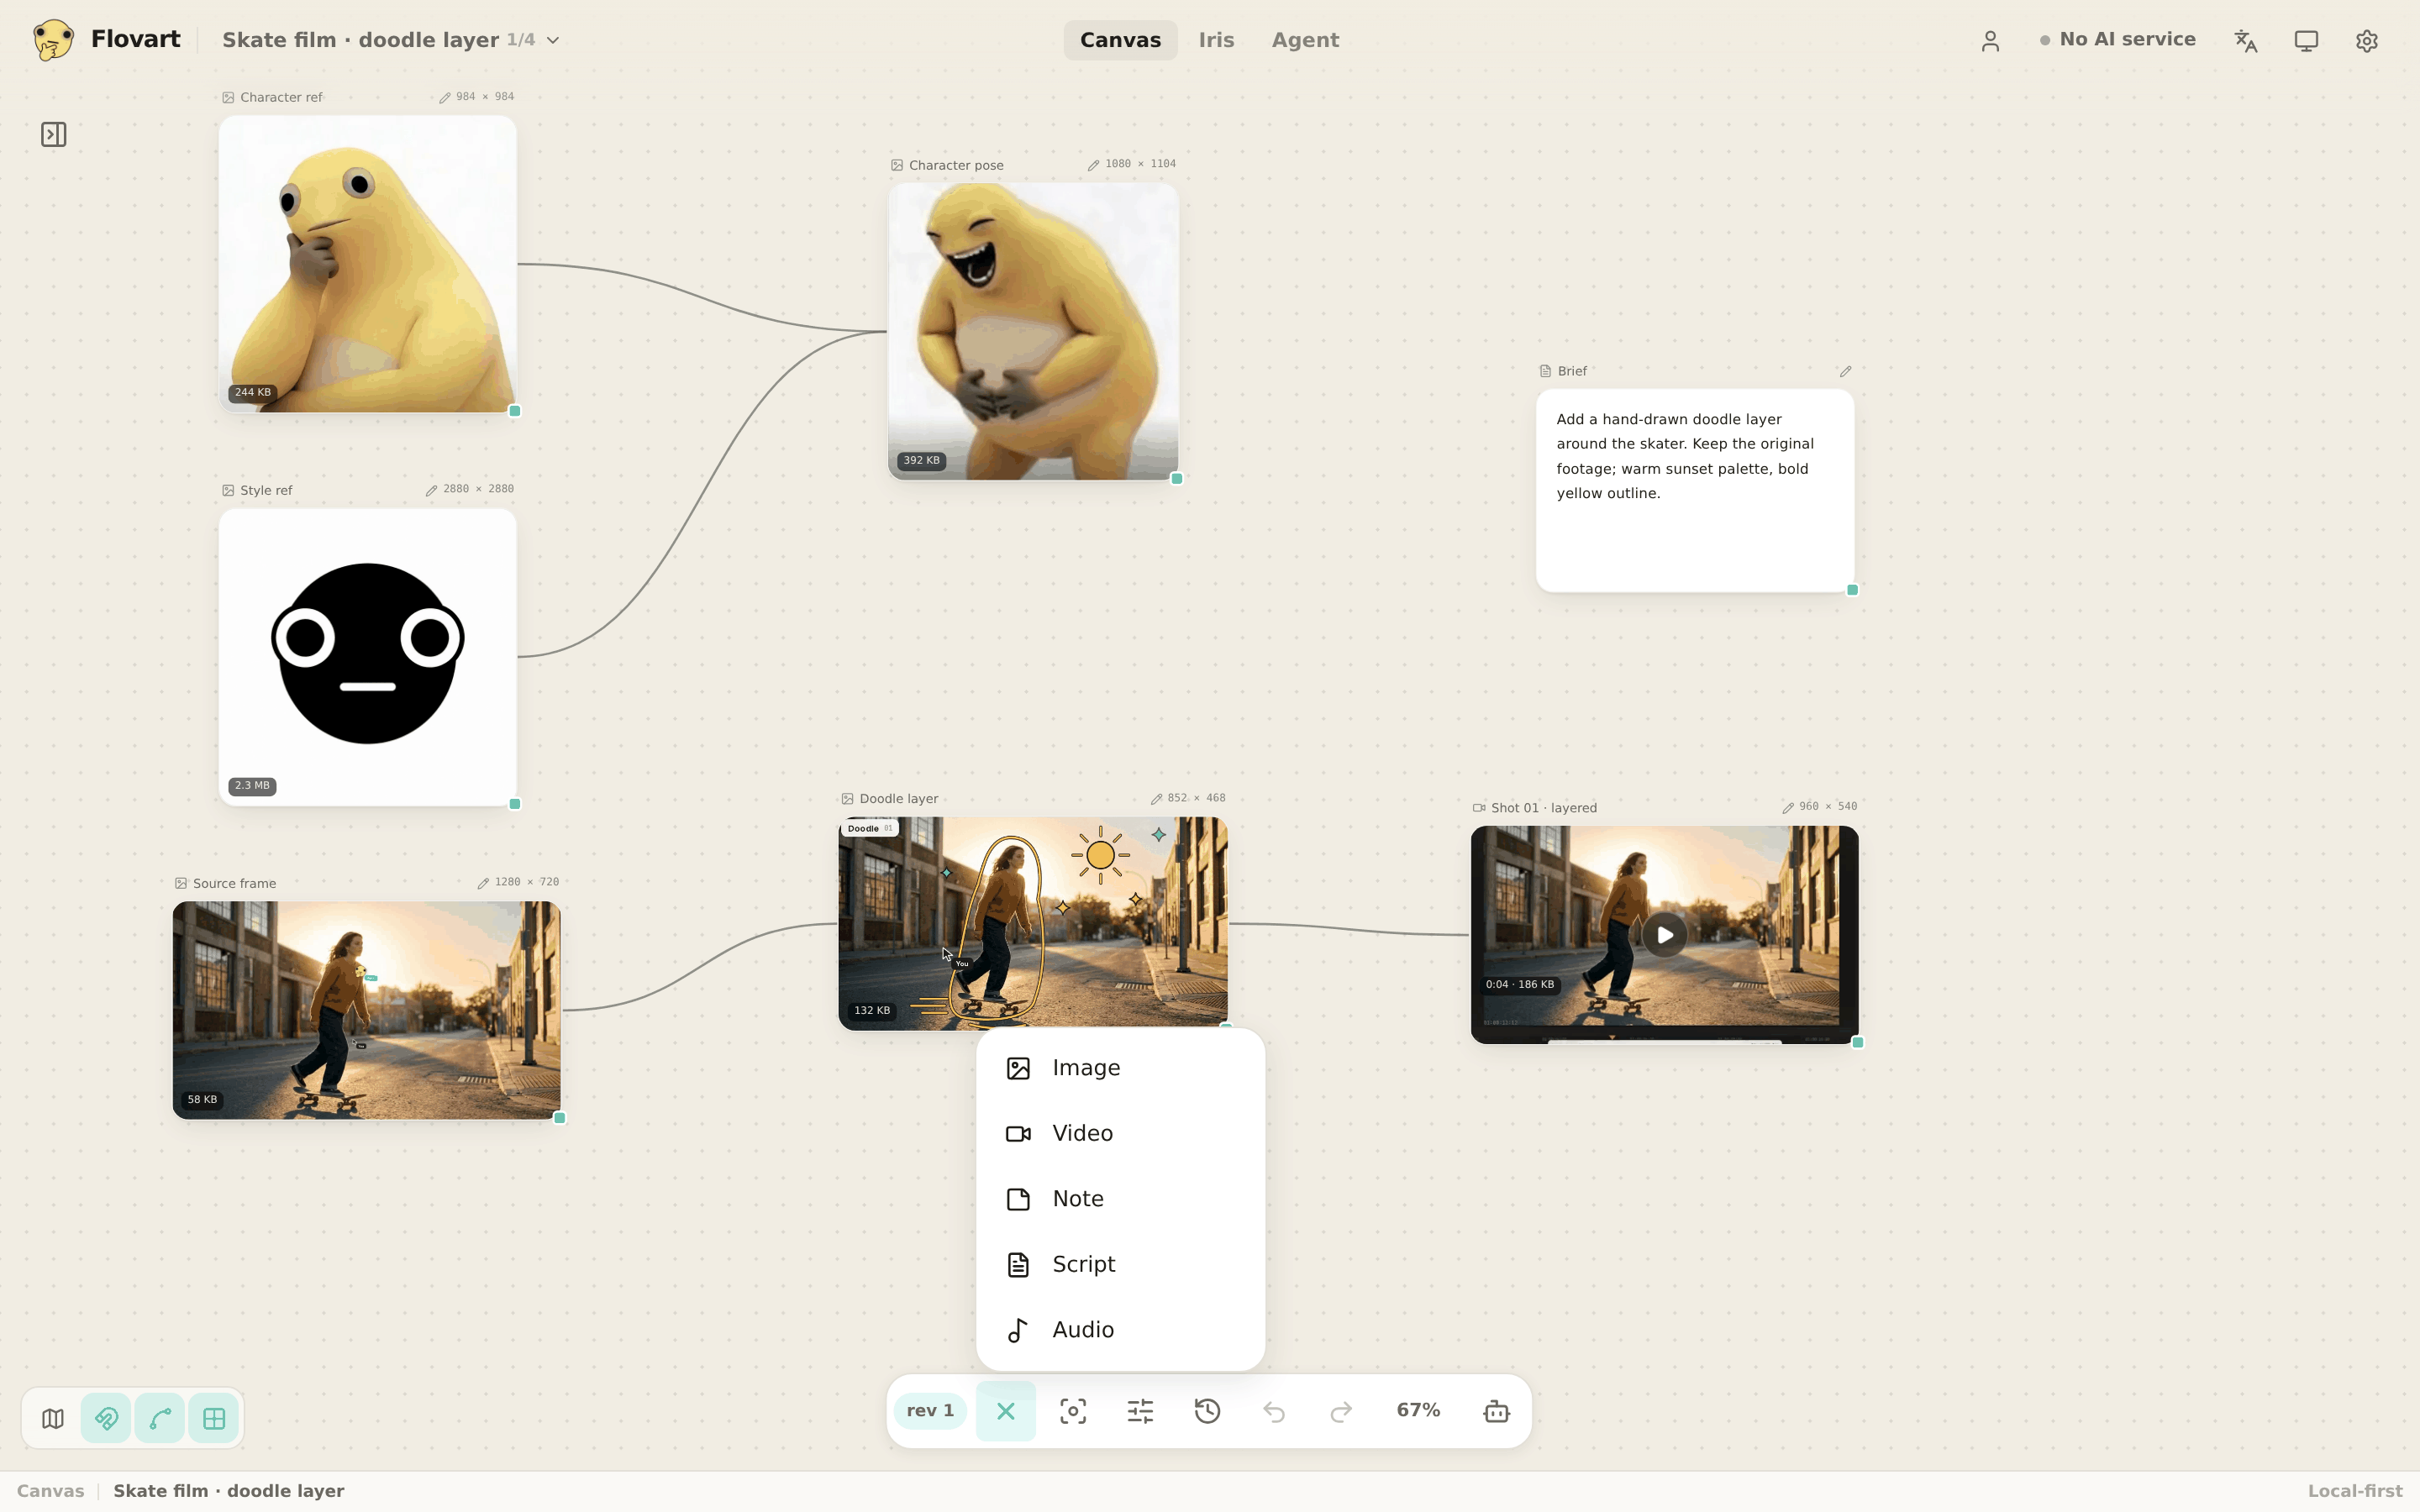 Flovart
Skate film · doodle layer 1/4
Canvas
Iris
Agent
No AI service
Character ref
984 × 984
244 KB
Character pose
1080 × 1104
392 KB
Brief
Add a hand-drawn doodle layer
around the skater. Keep the original
footage; warm sunset palette, bold
yellow outline.
Style ref
2880 × 2880
2.3 MB
Doodle layer
852 × 468
Doodle 01
You
132 KB
Shot 01 · layered
960 × 540
0:04 · 186 KB
Source frame
1280 × 720
58 KB
Image
Video
Note
Script
Audio
rev 1
67%
Canvas
Skate film · doodle layer
Local-first